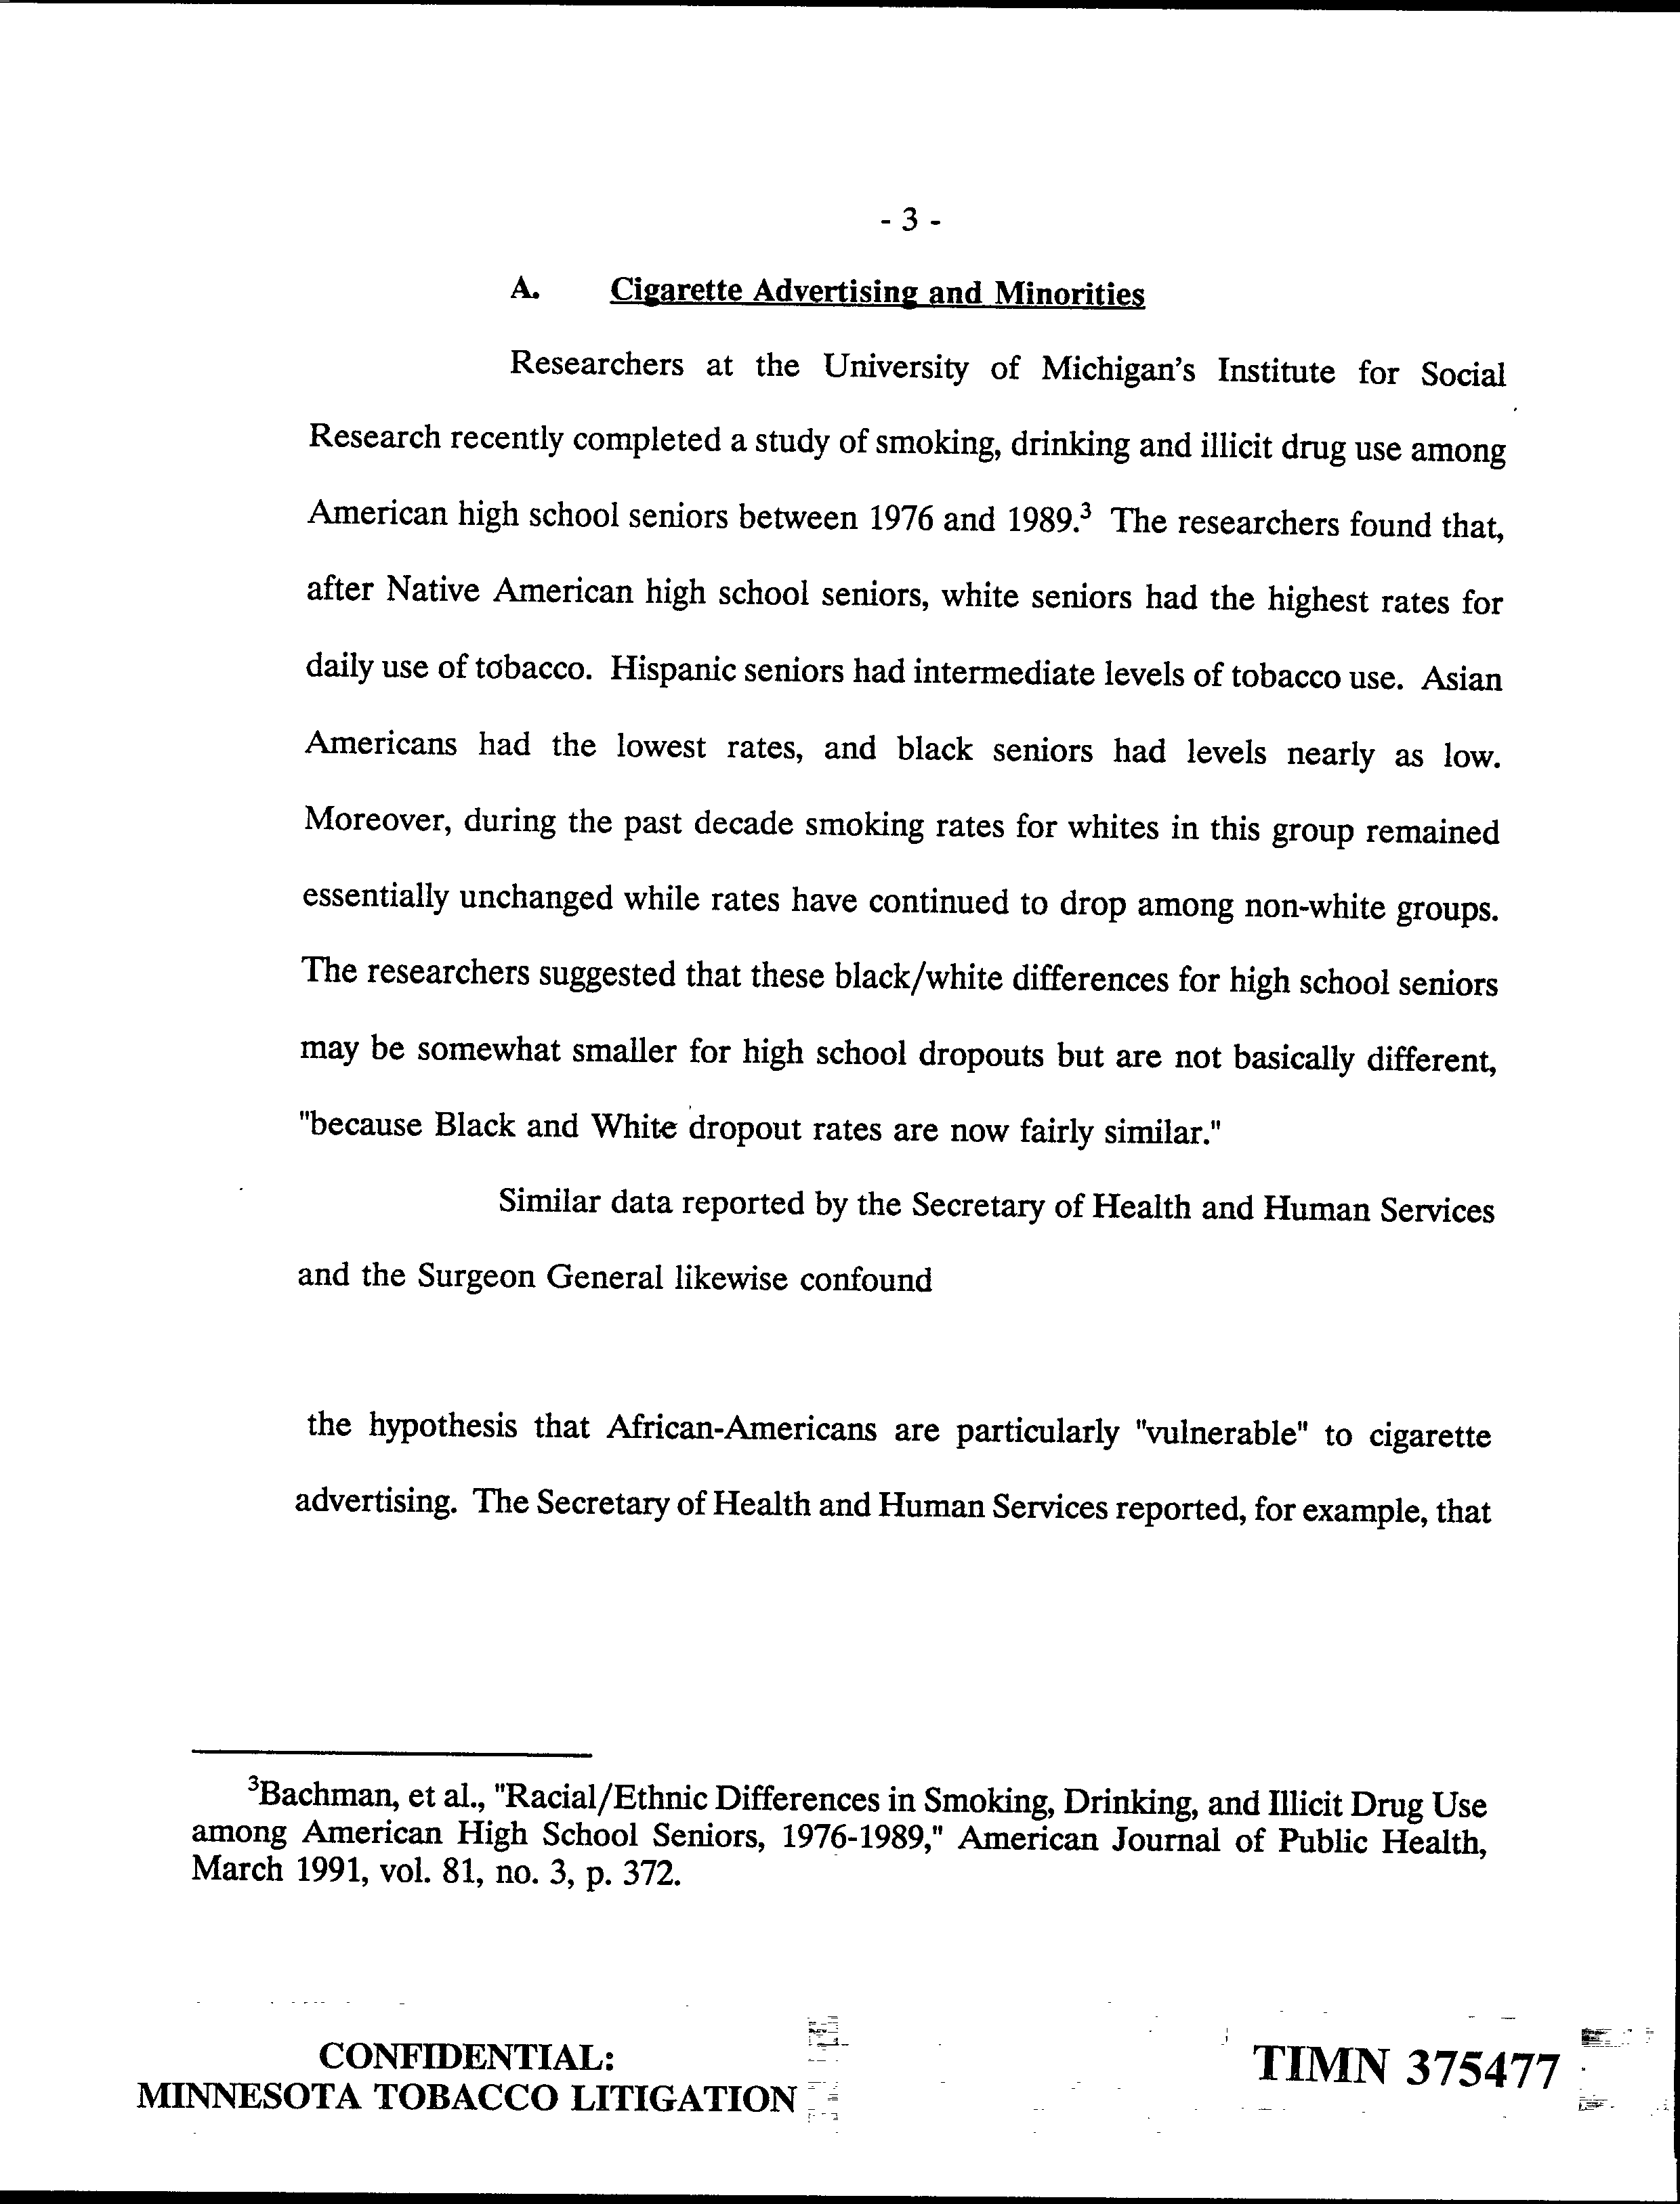 - 3 -
A. Cigarette Advertising and Minorities
Researchers at the University of Michigan's Institute for Social
Research recently completed a study of smoking, drinking and illicit drug use among
American high school seniors between 1976 and 1989.³ The researchers found that,
after Native American high school seniors, white seniors had the highest rates for
daily use of tobacco. Hispanic seniors had intermediate levels of tobacco use. Asian
Americans had the lowest rates, and black seniors had levels nearly as low.
Moreover, during the past decade smoking rates for whites in this group remained
essentially unchanged while rates have continued to drop among non-white groups.
The researchers suggested that these black/white differences for high school seniors
may be somewhat smaller for high school dropouts but are not basically different,
"because Black and White dropout rates are now fairly similar."
Similar data reported by the Secretary of Health and Human Services
and the Surgeon General likewise confound
the hypothesis that African-Americans are particularly "vulnerable" to cigarette
advertising. The Secretary of Health and Human Services reported, for example, that
³Bachman, et al., "Racial/Ethnic Differences in Smoking, Drinking, and Illicit Drug Use
among American High School Seniors, 1976-1989," American Journal of Public Health,
March 1991, vol. 81, no. 3, p. 372.
CONFIDENTIAL:
MINNESOTA TOBACCO LITIGATION
TIMN 375477